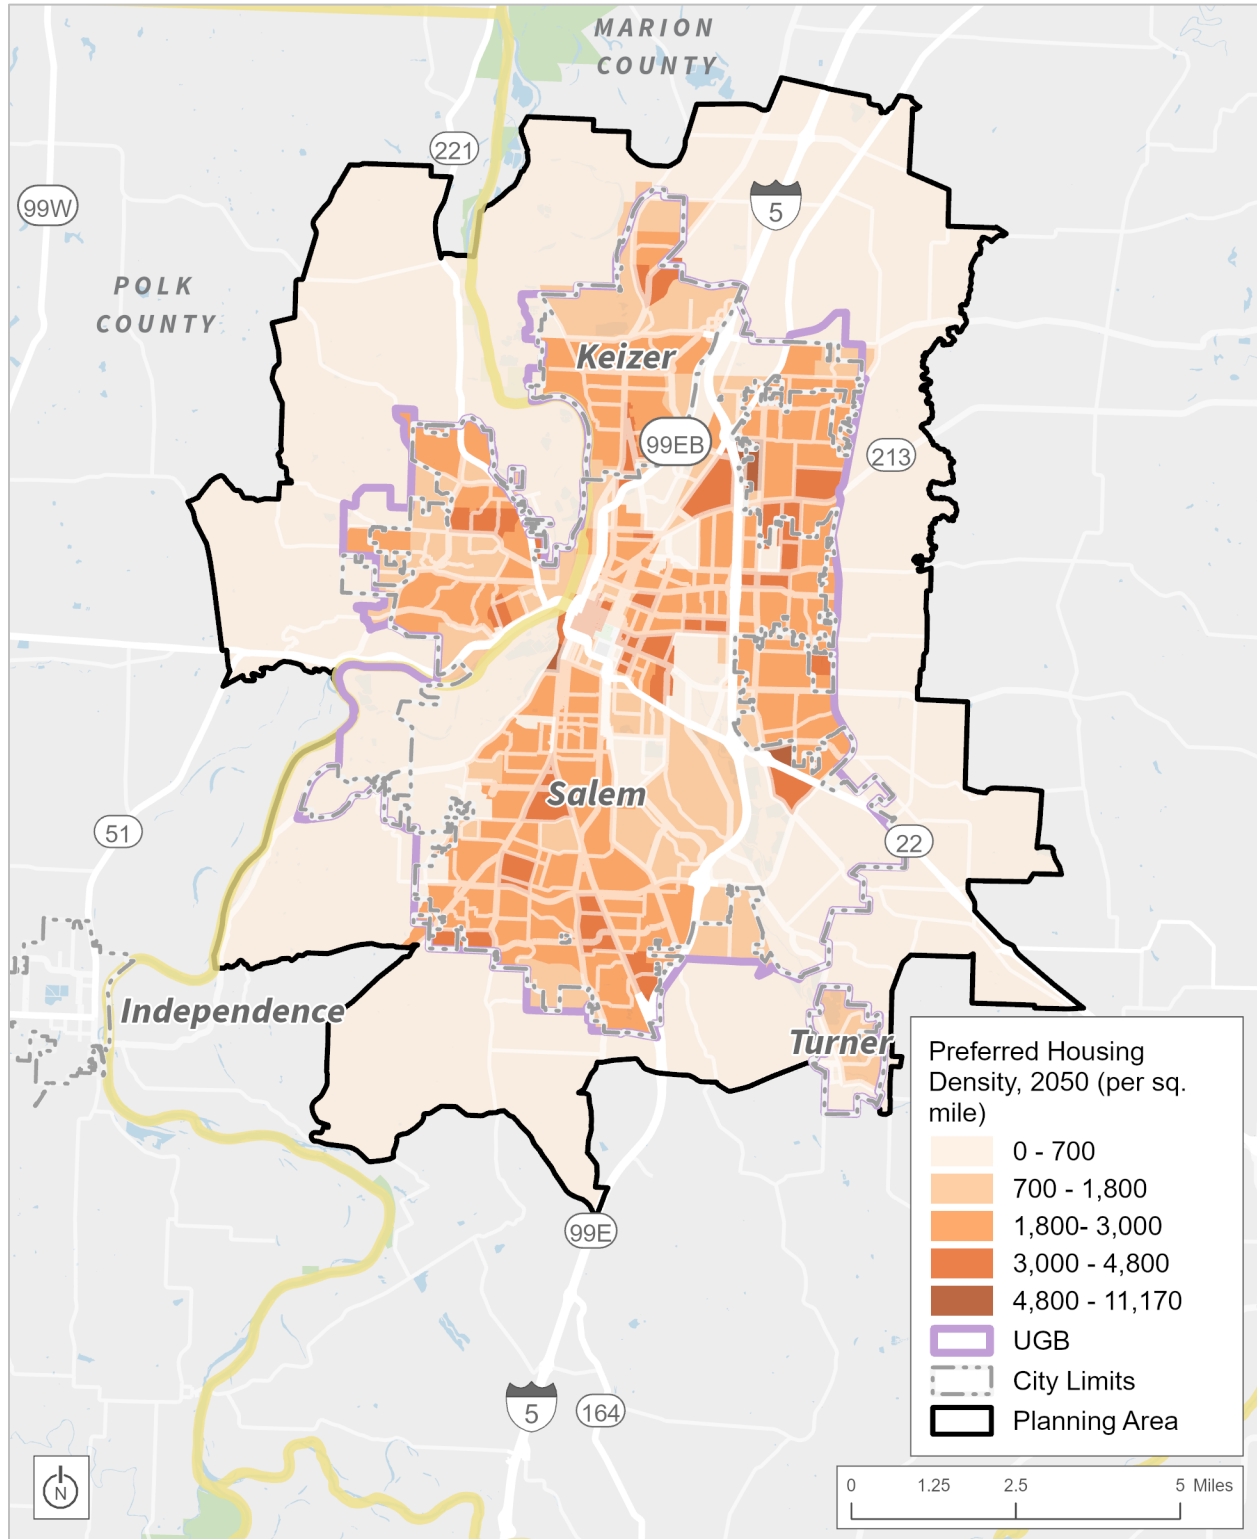 MARION
COUNTY
221
99W
5
POLK
COUNTY
Keizer
99EB
213
Salem
51
22
Independence
Turner
Preferred Housing
Density, 2050 (per sq.
mile)
0 - 700
700 - 1,800
1,800- 3,000
3,000 - 4,800
4,800 - 11,170
UGB
City Limits
Planning Area
99E
5
164
N
0 1.25 2.5 5 Miles